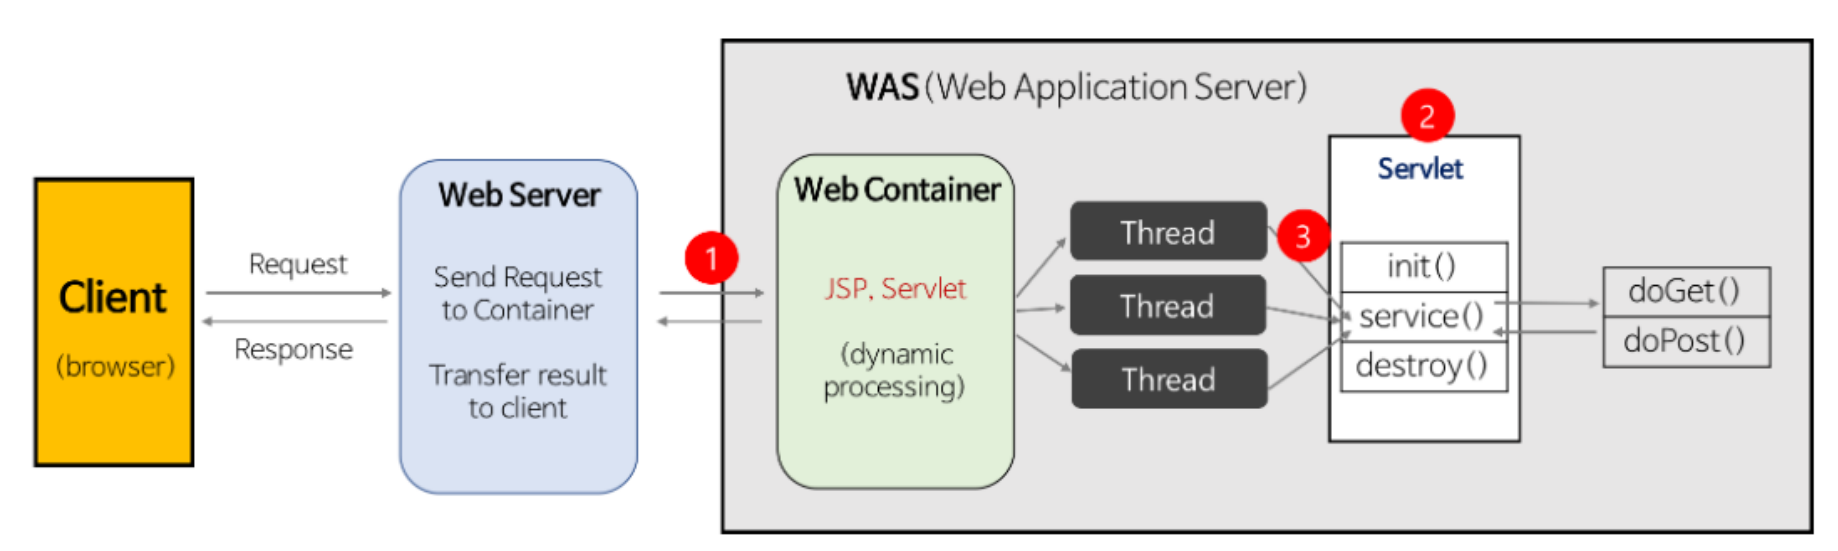 WAS(Web Application Server)
2
Servlet
Web Server
Web Container
Client
(browser)
Request
Response
Send Request
to Container
Transfer result
to client
1
JSP, Servlet
(dynamic
processing)
Thread
Thread
Thread
3
init()
service()
destroy()
doGet()
doPost()